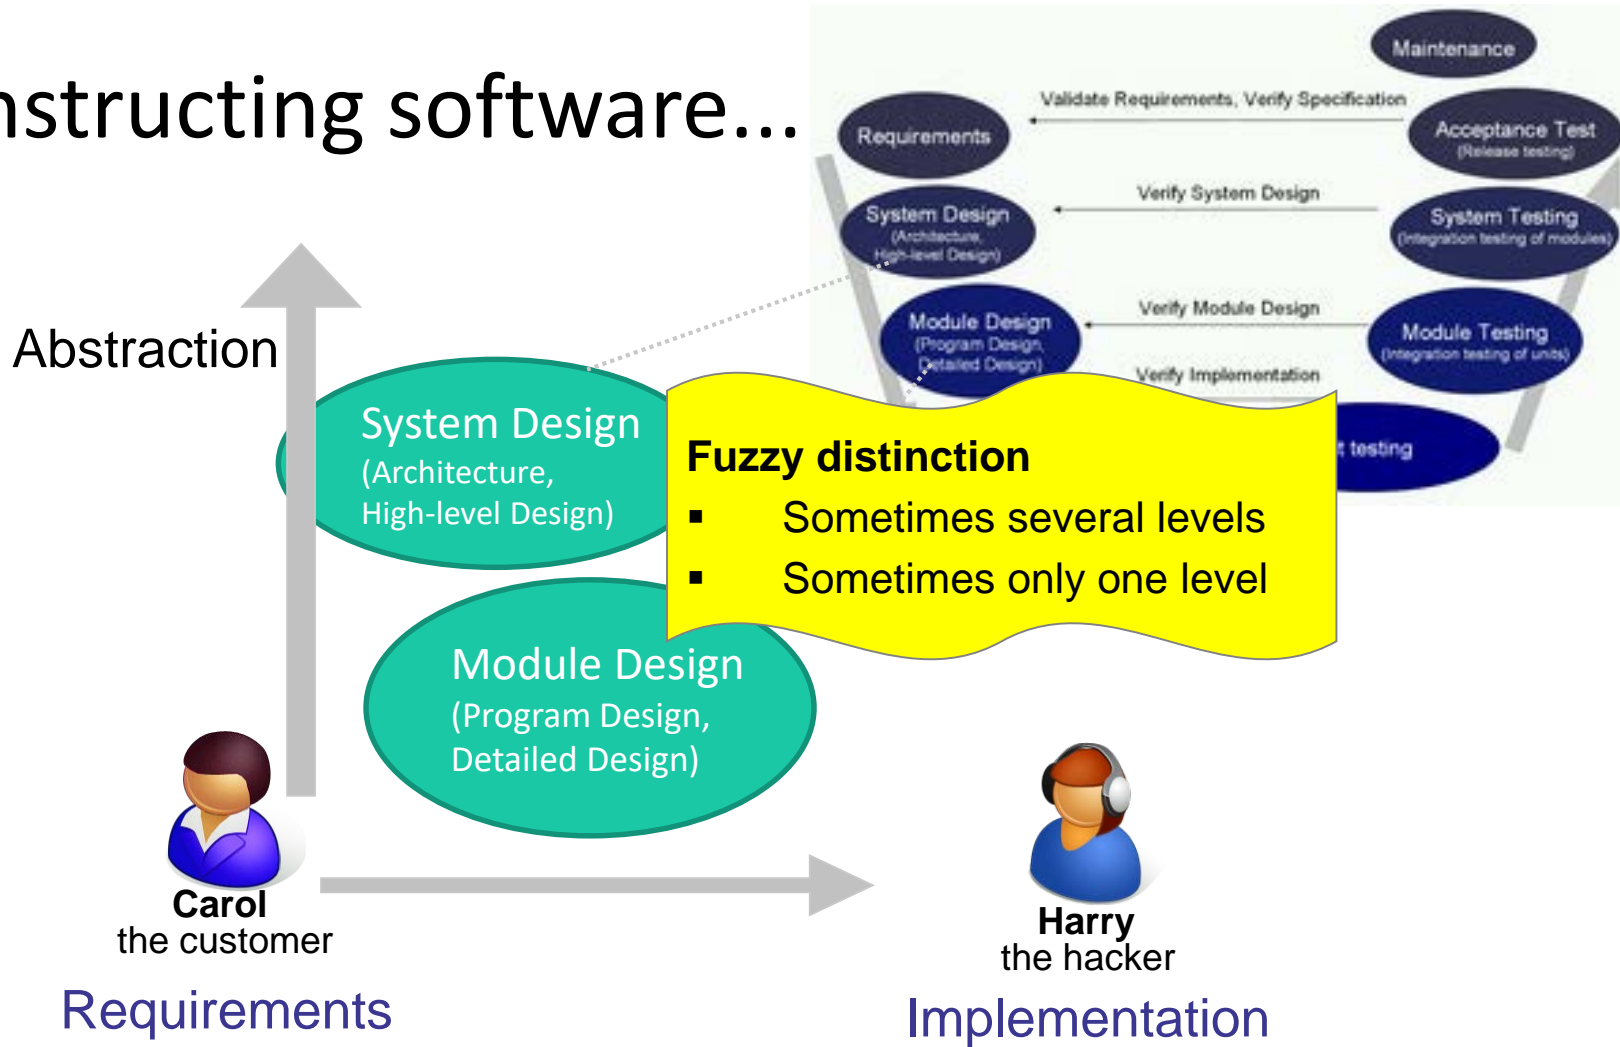 nstructing software...
Maintenance
Validate Requirements, Verify Specification
Requirements
Acceptance Test
(Release testing)
Verify System Design
System Design
(Architecture,
High-level Design)
System Testing
(Integration testing of modules)
Verify Module Design
Module Design
(Program Design,
Detailed Design)
Module Testing
(Integration testing of units)
Verify Implementation
t testing
Abstraction
System Design
(Architecture,
High-level Design)
Fuzzy distinction
▪ Sometimes several levels
▪ Sometimes only one level
Module Design
(Program Design,
Detailed Design)
Carol
the customer
Requirements
Harry
the hacker
Implementation